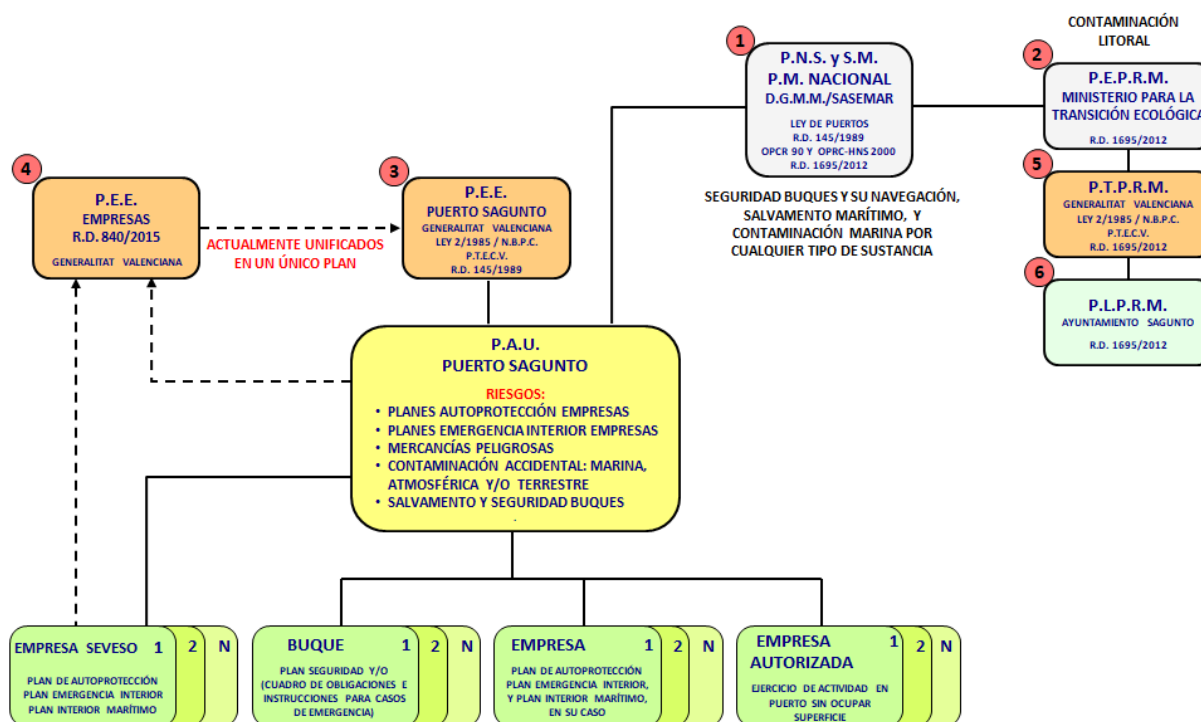 CONTAMINACIÓN
LITORAL
1
P.N.S. y S.M.
P.M. NACIONAL
D.G.M.M./SASEMAR
LEY DE PUERTOS
R.D. 145/1989
OPCR 90 Y OPRC-HNS 2000
R.D. 1695/2012
2
P.E.P.R.M.
MINISTERIO PARA LA
TRANSICIÓN ECOLÓGICA
R.D. 1695/2012
SEGURIDAD BUQUES Y SU NAVEGACIÓN,
SALVAMENTO MARÍTIMO, Y
CONTAMINACIÓN MARINA POR
CUALQUIER TIPO DE SUSTANCIA
4
P.E.E.
EMPRESAS
R.D. 840/2015
GENERALITAT VALENCIANA
ACTUALMENTE UNIFICADOS
EN UN ÚNICO PLAN
3
P.E.E.
PUERTO SAGUNTO
GENERALITAT VALENCIANA
LEY 2/1985 / N.B.P.C.
P.T.E.C.V.
R.D. 145/1989
5
P.T.P.R.M.
GENERALITAT VALENCIANA
LEY 2/1985 / N.B.P.C.
P.T.E.C.V.
R.D. 1695/2012
6
P.L.P.R.M.
AYUNTAMIENTO SAGUNTO
R.D. 1695/2012
P.A.U.
PUERTO SAGUNTO
RIESGOS:
• PLANES AUTOPROTECCIÓN EMPRESAS
• PLANES EMERGENCIA INTERIOR EMPRESAS
• MERCANCÍAS PELIGROSAS
• CONTAMINACIÓN ACCIDENTAL: MARINA,
ATMOSFÉRICA Y/O TERRESTRE
• SALVAMENTO Y SEGURIDAD BUQUES
.
EMPRESA SEVESO 1 2 N
PLAN DE AUTOPROTECCIÓN
PLAN EMERGENCIA INTERIOR
PLAN INTERIOR MARÍTIMO
BUQUE 1 2 N
PLAN SEGURIDAD Y/O
(CUADRO DE OBLIGACIONES E
INSTRUCCIONES PARA CASOS
DE EMERGENCIA)
EMPRESA 1 2 N
PLAN DE AUTOPROTECCIÓN
PLAN EMERGENCIA INTERIOR,
Y PLAN INTERIOR MARÍTIMO,
EN SU CASO
EMPRESA 1 2 N
AUTORIZADA
EJERCICIO DE ACTIVIDAD EN
PUERTO SIN OCUPAR
SUPERFICIE